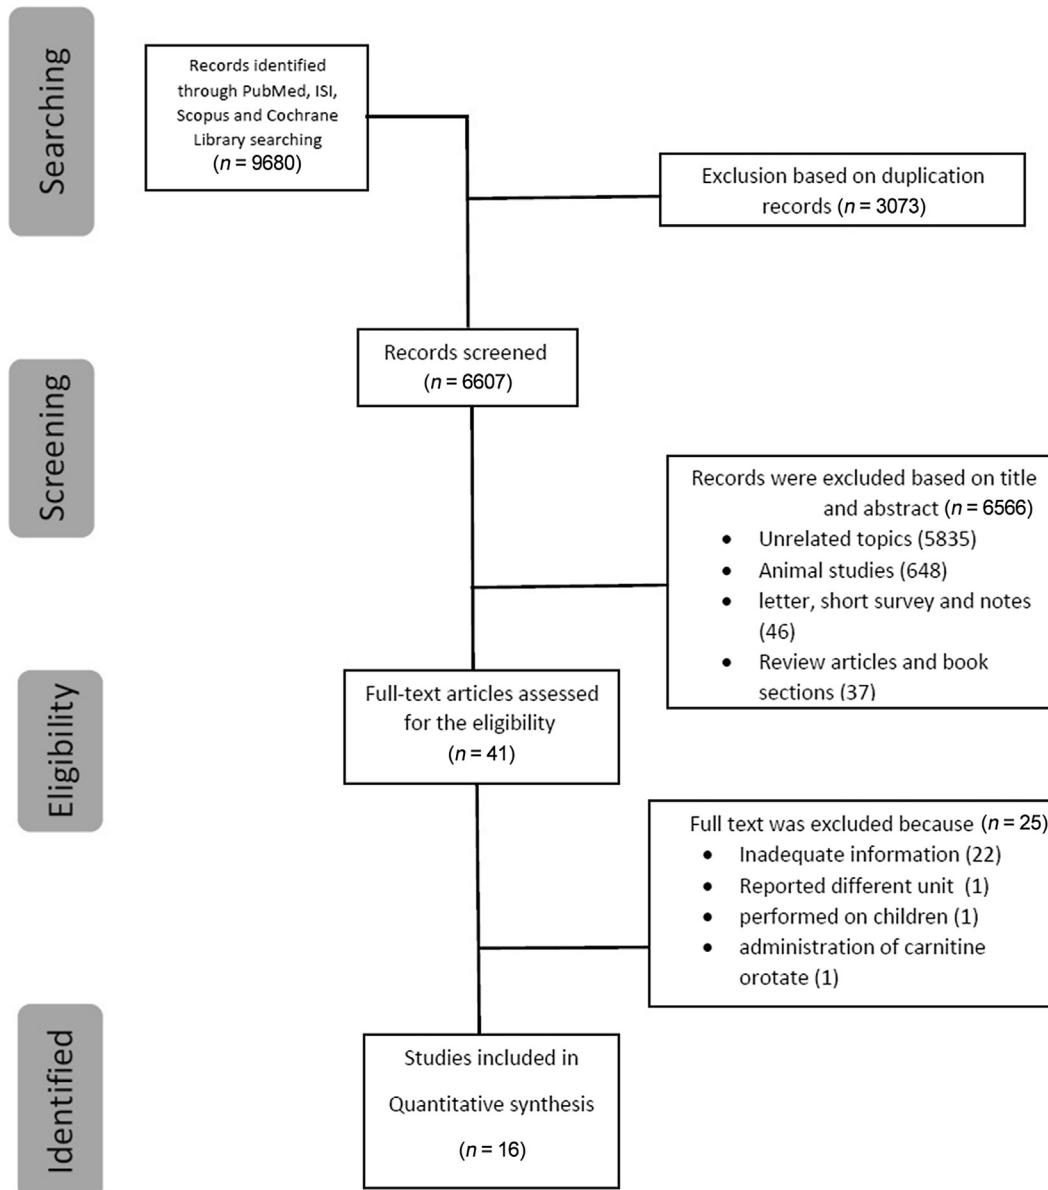 Searching
Records identified
through PubMed, ISI,
Scopus and Cochrane
Library searching
(n = 9680)
Exclusion based on duplication
records (n = 3073)
Records screened
(n = 6607)
Screening
Records were excluded based on title
and abstract (n = 6566)
• Unrelated topics (5835)
• Animal studies (648)
• letter, short survey and notes
(46)
• Review articles and book
sections (37)
Eligibility
Full-text articles assessed
for the eligibility
(n = 41)
Full text was excluded because (n = 25)
• Inadequate information (22)
• Reported different unit (1)
• performed on children (1)
• administration of carnitine
orotate (1)
Identified
Studies included in
Quantitative synthesis
(n = 16)